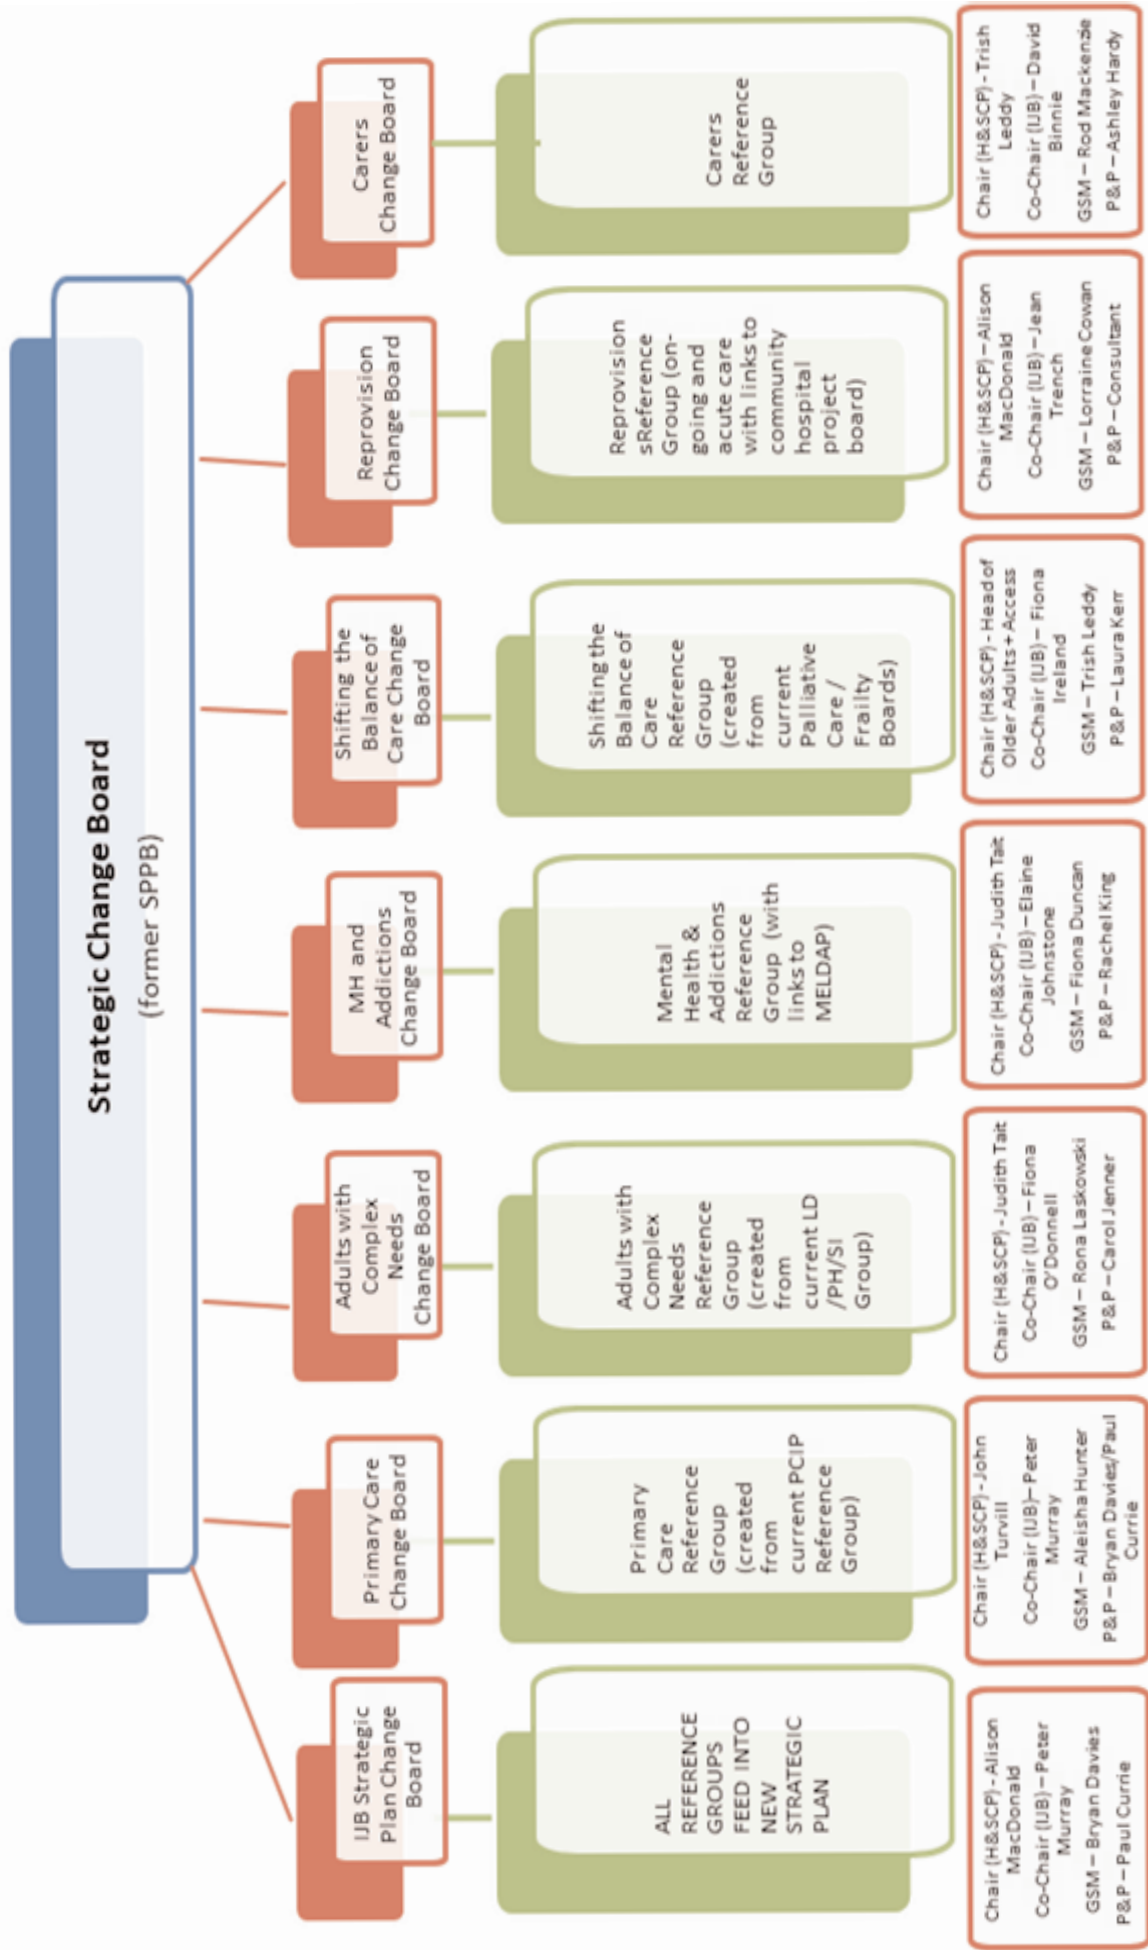 Strategic Change Board
(former SPPB)
IJB Strategic
Plan Change
Board
Primary Care
Change Board
Adults with
Complex
Needs
Change Board
MH and
Addictions
Change Board
Shifting the
Balance of
Care Change
Board
Reprovision
Change Board
Carers
Change Board
ALL
REFERENCE
GROUPS
FEED INTO
NEW
STRATEGIC
PLAN
Primary
Care
Reference
Group
(created
from
current PCIP
Reference
Group)
Adults with
Complex
Needs
Reference
Group
(created
from
current LD
/PH/SI
Group)
Mental
Health &
Addictions
Reference
Group (with
links to
MELDAP)
Shifting the
Balance of
Care
Reference
Group
(created
from
current
Palliative
Care /
Frailty
Boards)
Reprovision
sReference
Group (on-
going and
acute care
with links to
community
hospital
project
board)
Carers
Reference
Group
Chair (H&SCP) - Alison
MacDonald
Co-Chair (IJB) – Peter
Murray
GSM – Bryan Davies
P&P – Paul Currie
Chair (H&SCP) - John
Turvill
Co-Chair (IJB) – Peter
Murray
GSM – Aleisha Hunter
P&P – Bryan Davies/Paul
Currie
Chair (H&SCP) - Judith Tait
Co-Chair (IJB) – Fiona
O'Donnell
GSM – Rona Laskowski
P&P – Carol Jenner
Chair (H&SCP) - Judith Tait
Co-Chair (IJB) – Elaine
Johnstone
GSM – Fiona Duncan
P&P – Rachel King
Chair (H&SCP) - Head of
Older Adults + Access
Co-Chair (IJB) – Fiona
Ireland
GSM – Trish Leddy
P&P – Laura Kerr
Chair (H&SCP) – Alison
MacDonald
Co-Chair (IJB) – Jean
Trench
GSM – Lorraine Cowan
P&P – Consultant
Chair (H&SCP) - Trish
Leddy
Co-Chair (IJB) – David
Binnie
GSM – Rod Mackenzie
P&P – Ashley Hardy